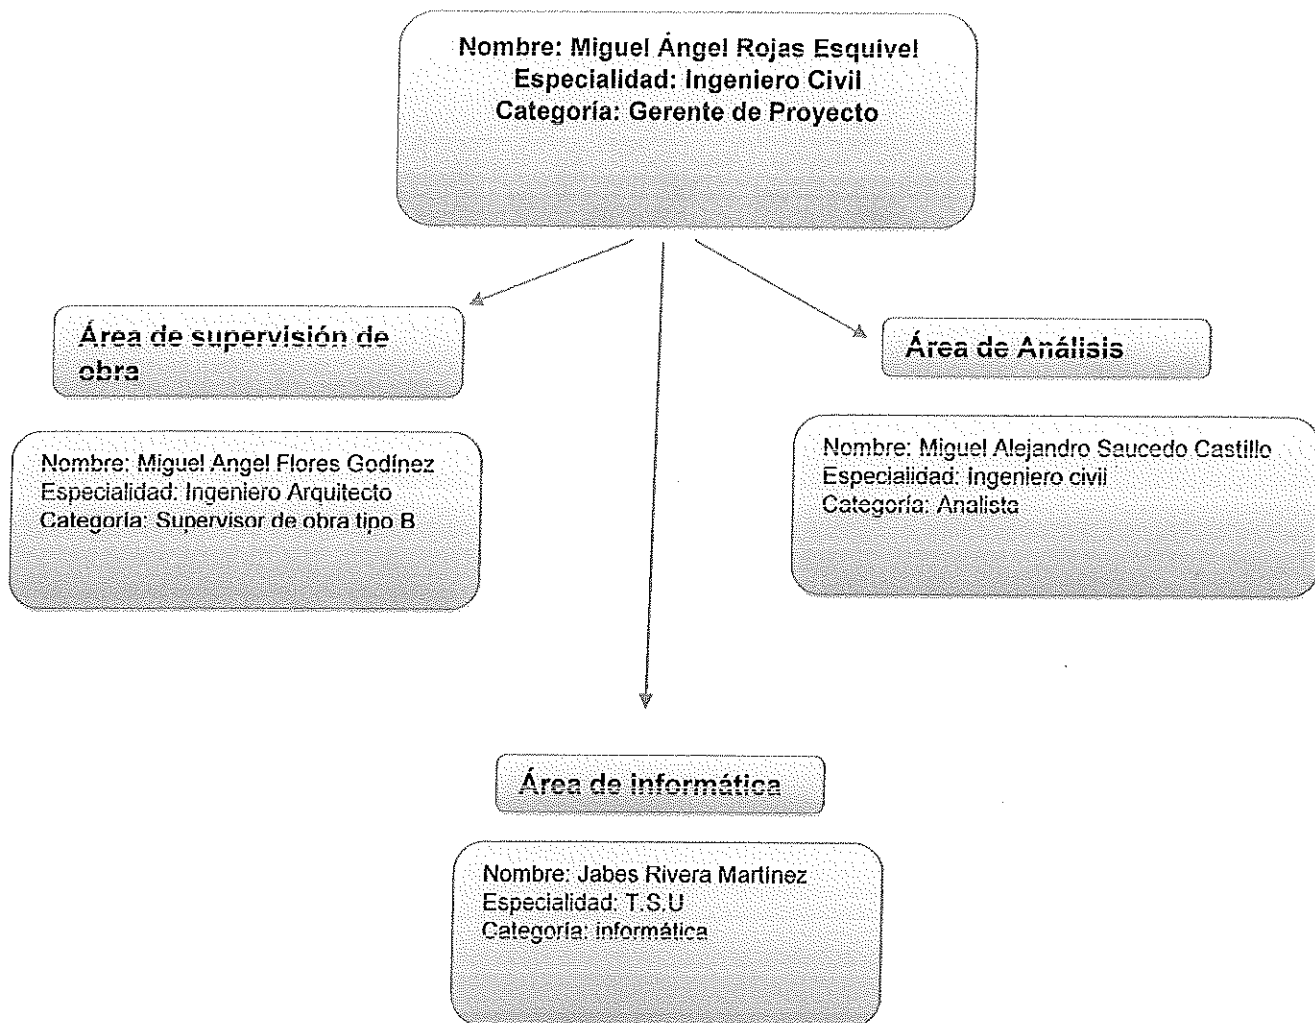 Nombre: Miguel Ángel Rojas Esquivel
Especialidad: Ingeniero Civil
Categoría: Gerente de Proyecto
Área de supervisión de
obra
Nombre: Miguel Angel Flores Godínez
Especialidad: Ingeniero Arquitecto
Categoría: Supervisor de obra tipo B
Área de Análisis
Nombre: Miguel Alejandro Saucedo Castillo
Especialidad: Ingeniero civil
Categoría: Analista
Área de informática
Nombre: Jabes Rivera Martínez
Especialidad: T.S.U
Categoría: informática